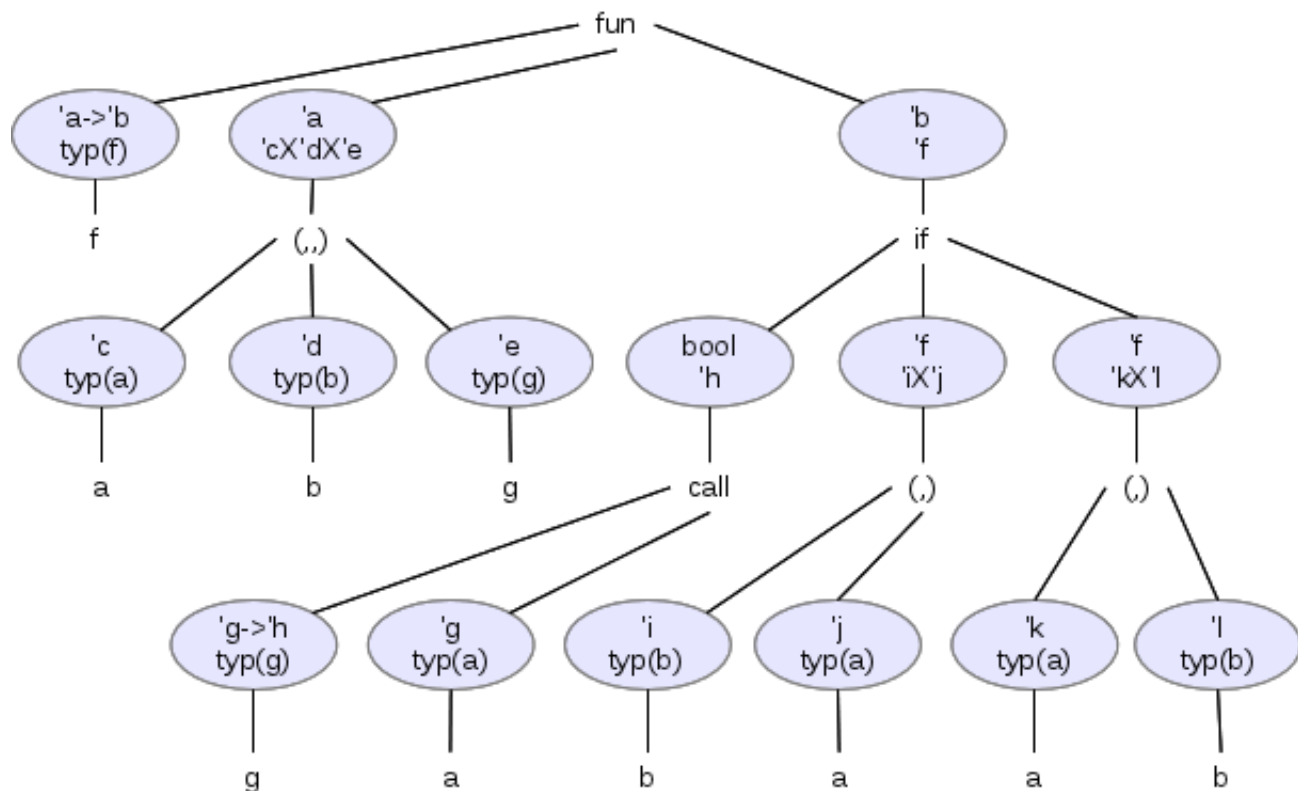 fun
'a->'b
typ(f)
'a
'cX'dX'e
'b
'f
f
(,,)
if
'c
typ(a)
'd
typ(b)
'e
typ(g)
bool
'h
'f
'iX'j
'f
'kX'l
a
b
g
call
(,)
(,)
'g->'h
typ(g)
'g
typ(a)
'i
typ(b)
'j
typ(a)
'k
typ(a)
'l
typ(b)
g
a
b
a
a
b